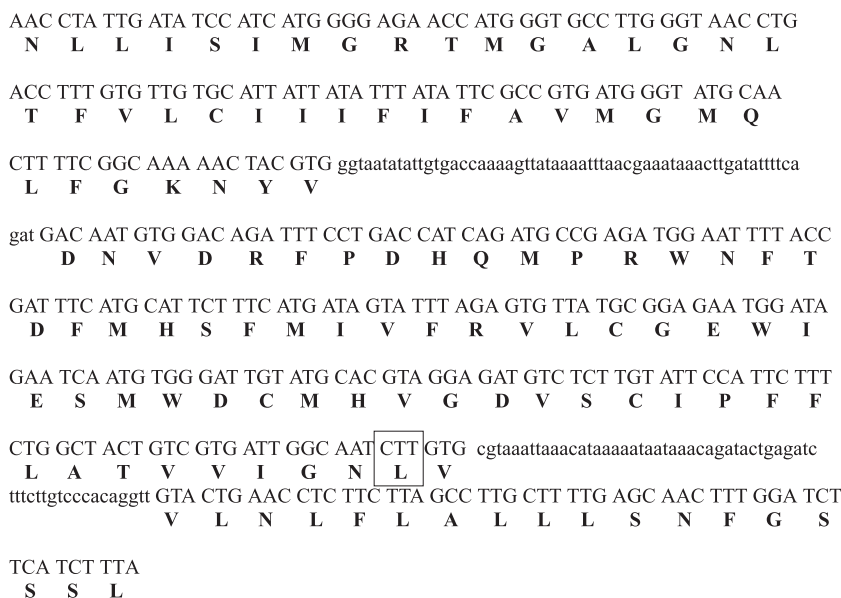 AAC CTA TTG ATA TCC ATC ATG GGG AGA ACC ATG GGT GCC TTG GGT AAC CTG
N L L I S I M G R T M G A L G N L
ACC TTT GTG TTG TGC ATT ATT ATA TTT ATA TTC GCC GTG ATG GGT ATG CAA
T F V L C I I I F I F A V M G M Q
CTT TTC GGC AAA AAC TAC GTG ggtaatatattgtgaccaaaagttataaaatttaacgaaataaacttgatattttca
L F G K N Y V
gat GAC AAT GTG GAC AGA TTT CCT GAC CAT CAG ATG CCG AGA TGG AAT TTT ACC
D N V D R F P D H Q M P R W N F T
GAT TTC ATG CAT TCT TTC ATG ATA GTA TTT AGA GTG TTA TGC GGA GAA TGG ATA
D F M H S F M I V F R V L C G E W I
GAA TCA ATG TGG GAT TGT ATG CAC GTA GGA GAT GTC TCT TGT ATT CCA TTC TTT
E S M W D C M H V G D V S C I P F F
CTG GCT ACT GTC GTG ATT GGC AAT CTT GTG cgtaaattaaacataaaaataataaacagatactgagatc
L A T V V I G N L V
tttcttgtcccacaggtt GTA CTG AAC CTC TTC TTA GCC TTG CTT TTG AGC AAC TTT GGA TCT
V L N L F L A L L L S N F G S
TCA TCT TTA
S S L